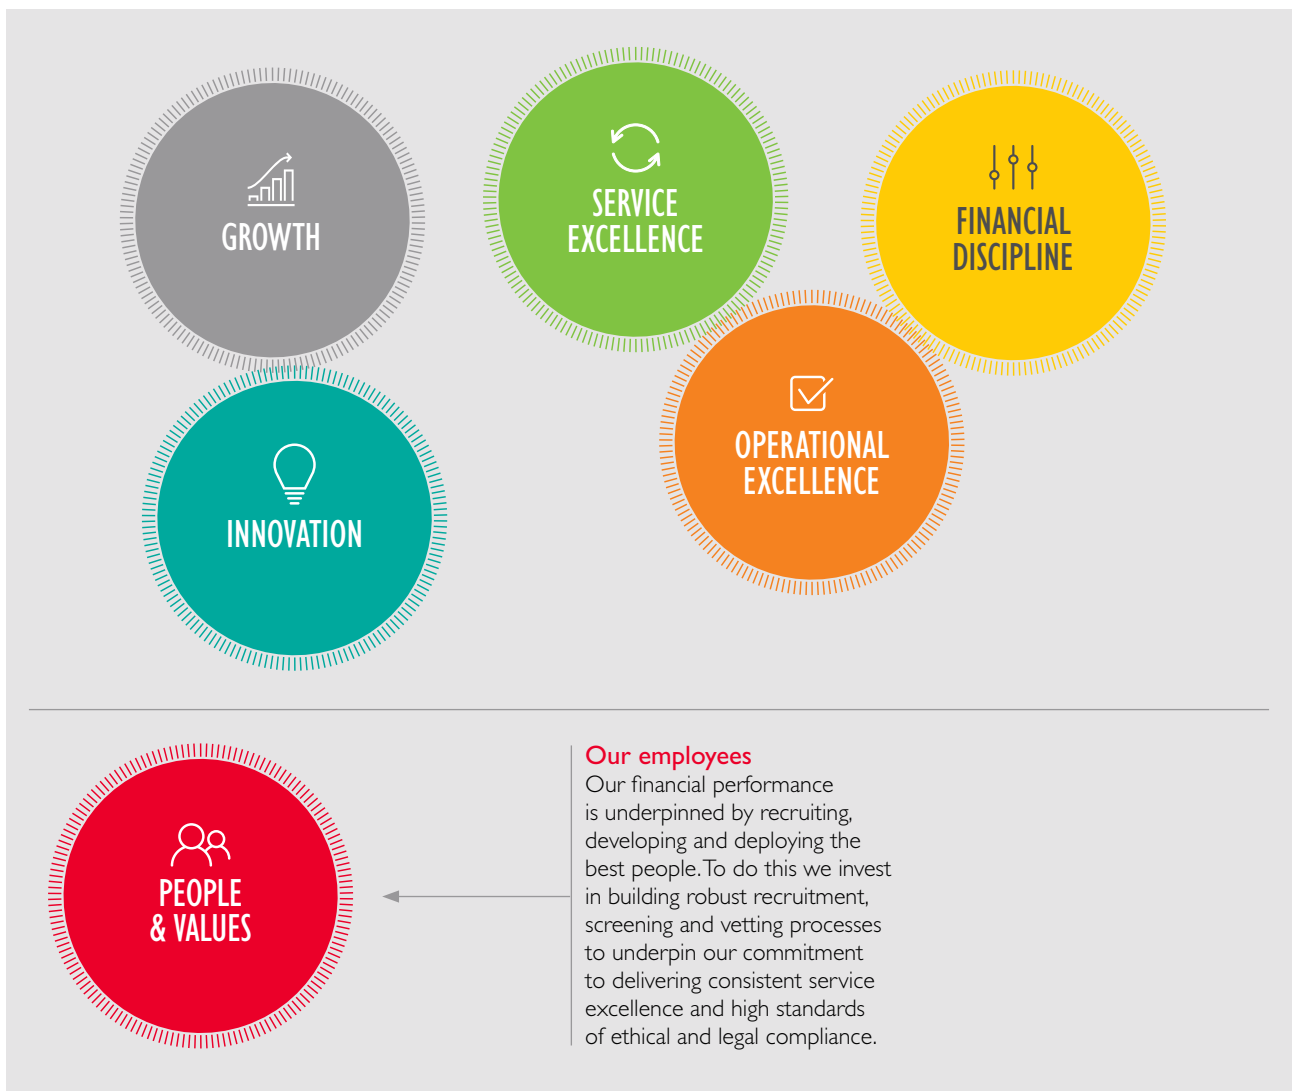 GROWTH
SERVICE
EXCELLENCE
FINANCIAL
DISCIPLINE
INNOVATION
OPERATIONAL
EXCELLENCE
PEOPLE
& VALUES
Our employees
Our financial performance
is underpinned by recruiting,
developing and deploying the
best people. To do this we invest
in building robust recruitment,
screening and vetting processes
to underpin our commitment
to delivering consistent service
excellence and high standards
of ethical and legal compliance.